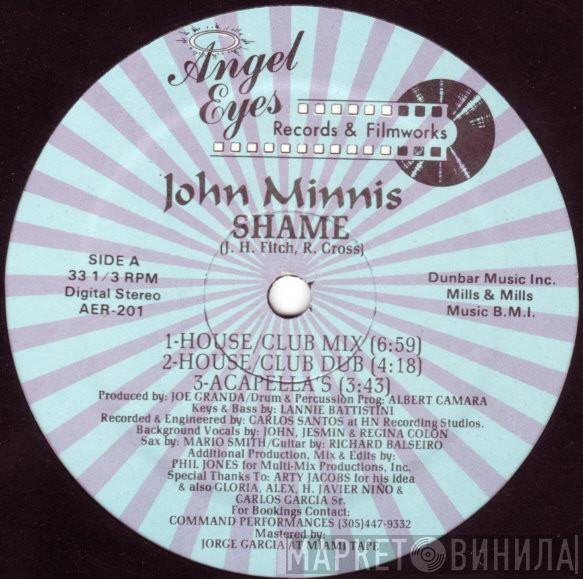 Angel
Eyes
Records & Filmworks
John Minnis
SHAME
(J. H. Fitch, R. Cross)
SIDE A
33 1/3 RPM
Digital Stereo
AER-201
Dunbar Music Inc.
Mills & Mills
Music B.M.I.
1-HOUSE/CLUB MIX (6:59)
2-HOUSE/CLUB DUB (4:18)
3-ACAPELLA'S (3:43)
Produced by: JOE GRANDA/Drum & Percussion Prog: ALBERT CAMARA
Keys & Bass by: LANNIE BATTISTINI
Recorded & Engineered by: CARLOS SANTOS at HN Recording Studios.
Background Vocals by: JOHN, JESMIN & REGINA COLÓN
Sax by: MARIO SMITH/Guitar by: RICHARD BALSEIRO
Additional Production, Mix & Edits by:
PHIL JONES for Multi-Mix Productions, Inc.
Special Thanks To: ARTY JACOBS for his idea
& also GLORIA, ALEX, H. JAVIER NIÑO &
CARLOS GARCIA Sr.
For Bookings Contact:
COMMAND PERFORMANCES (305)447-9332
Mastered by:
JORGE GARCIA AT MIAMI TAPE
МАРКЕТ ВИНИЛА